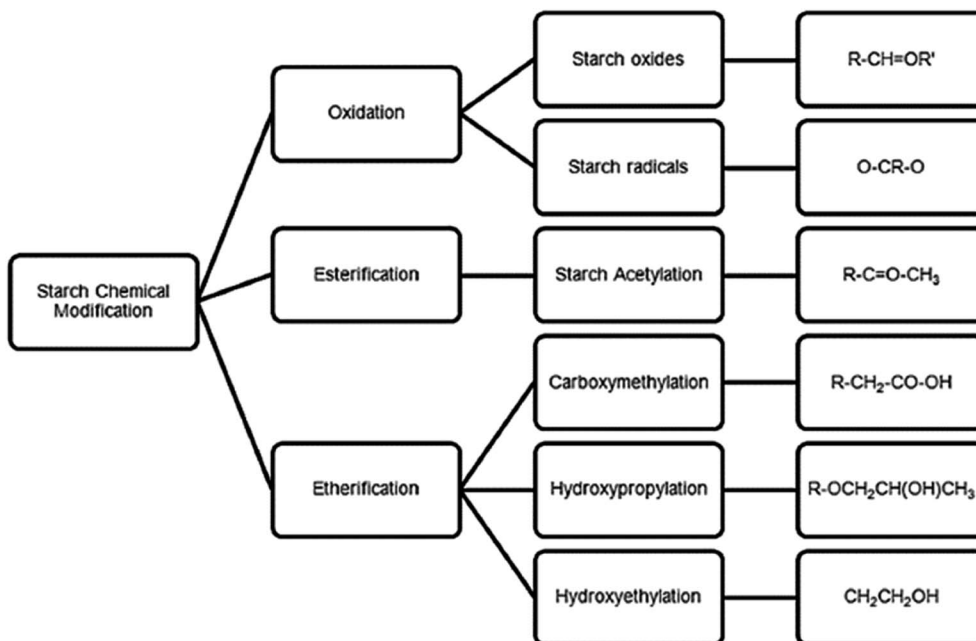 Starch Chemical
Modification
Oxidation
Starch oxides
R-CH=OR'
Starch radicals
O-CR-O
Esterification
Starch Acetylation
R-C=O-CH₃
Etherification
Carboxymethylation
R-CH₂-CO-OH
Hydroxypropylation
R-OCH₂CH(OH)CH₃
Hydroxyethylation
CH₂CH₂OH